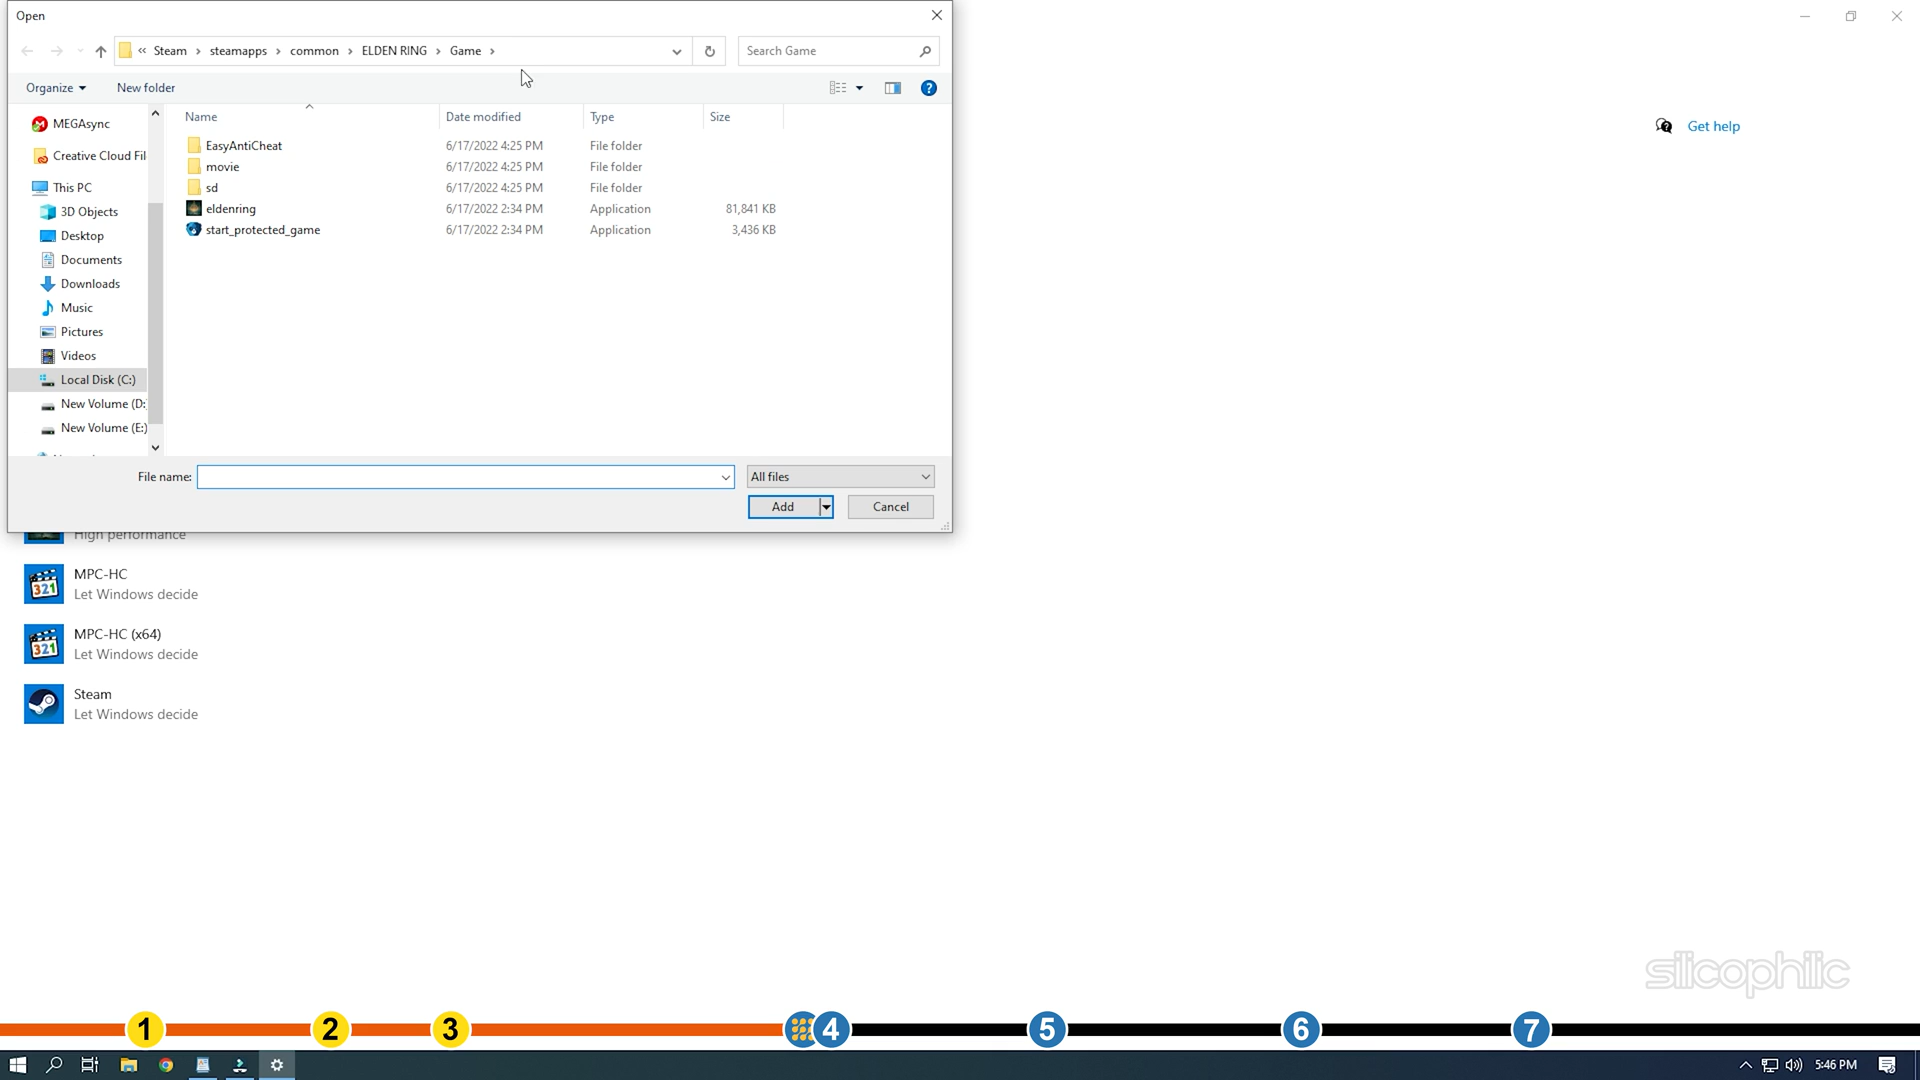 Open
« Steam › steamapps › common › ELDEN RING › Game ›
Search Game
Organize
New folder
Name
Date modified
Type
Size
MEGAsync
Creative Cloud Fil
This PC
3D Objects
Desktop
Documents
Downloads
Music
Pictures
Videos
Local Disk (C:)
New Volume (D:
New Volume (E:)
EasyAntiCheat 6/17/2022 4:25 PM File folder
movie 6/17/2022 4:25 PM File folder
sd 6/17/2022 4:25 PM File folder
eldenring 6/17/2022 2:34 PM Application 81,841 KB
start_protected_game 6/17/2022 2:34 PM Application 3,436 KB
File name:
All files
Add
Cancel
Get help
High performance
MPC-HC
Let Windows decide
MPC-HC (x64)
Let Windows decide
Steam
Let Windows decide
silicophilic
1 2 3 4 5 6 7
5:46 PM